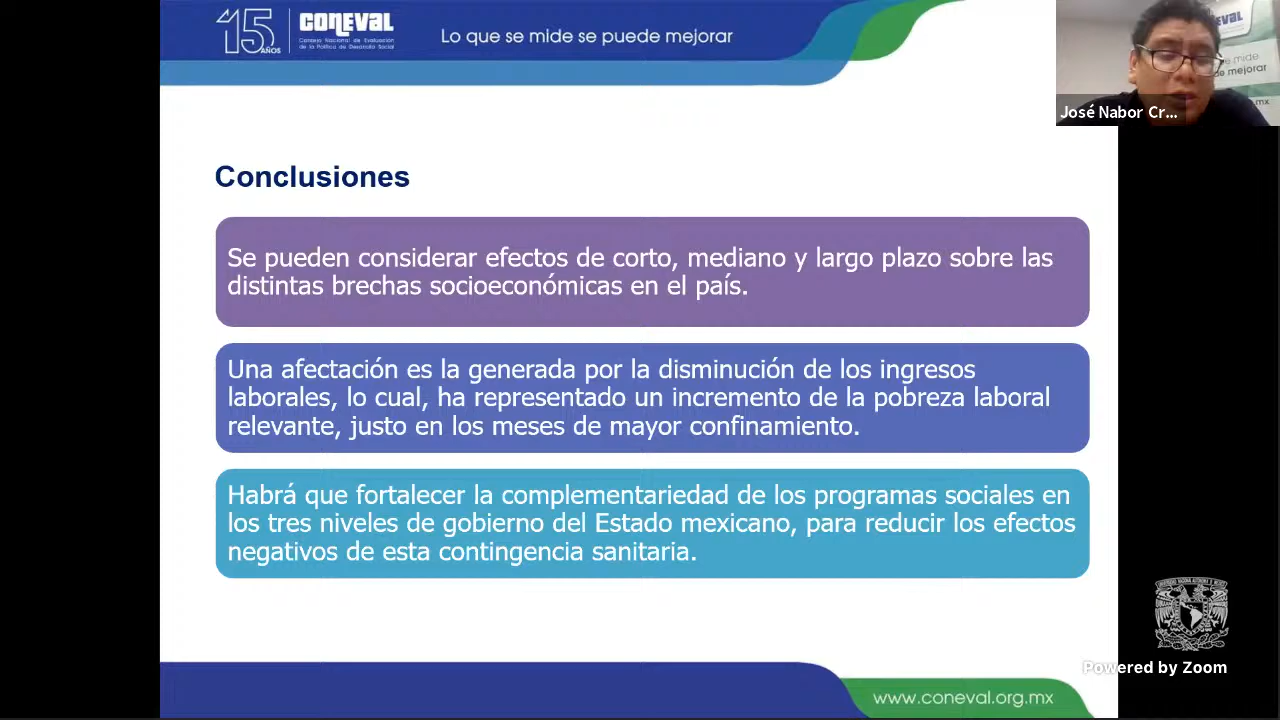 15 AÑOS
CONEVAL
Consejo Nacional de Evaluación
de la Política de Desarrollo Social
Lo que se mide se puede mejorar
José Nabor Cr...
Conclusiones
Se pueden considerar efectos de corto, mediano y largo plazo sobre las
distintas brechas socioeconómicas en el país.
Una afectación es la generada por la disminución de los ingresos
laborales, lo cual, ha representado un incremento de la pobreza laboral
relevante, justo en los meses de mayor confinamiento.
Habrá que fortalecer la complementariedad de los programas sociales en
los tres niveles de gobierno del Estado mexicano, para reducir los efectos
negativos de esta contingencia sanitaria.
Powered by Zoom
www.coneval.org.mx